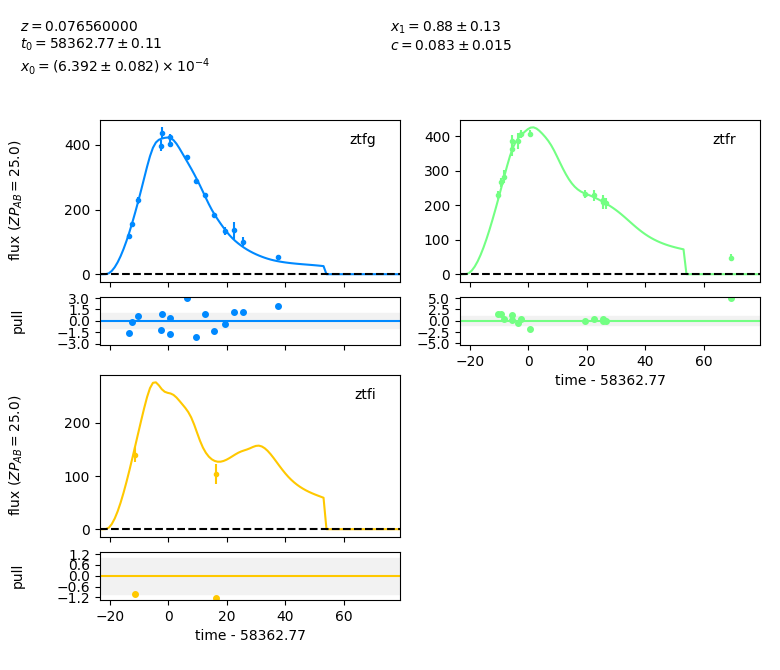 z = 0.076560000
t₀ = 58362.77 ± 0.11
x₀ = (6.392 ± 0.082) × 10⁻⁴
x₁ = 0.88 ± 0.13
c = 0.083 ± 0.015
ztfg
flux (ZP_AB = 25.0)
400
200
0
ztfr
400
300
200
100
0
pull
3.0
1.5
0.0
−1.5
−3.0
5.0
2.5
0.0
−2.5
−5.0
−20 0 20 40 60
time - 58362.77
ztfi
flux (ZP_AB = 25.0)
200
100
0
pull
1.2
0.6
0.0
−0.6
−1.2
−20 0 20 40 60
time - 58362.77